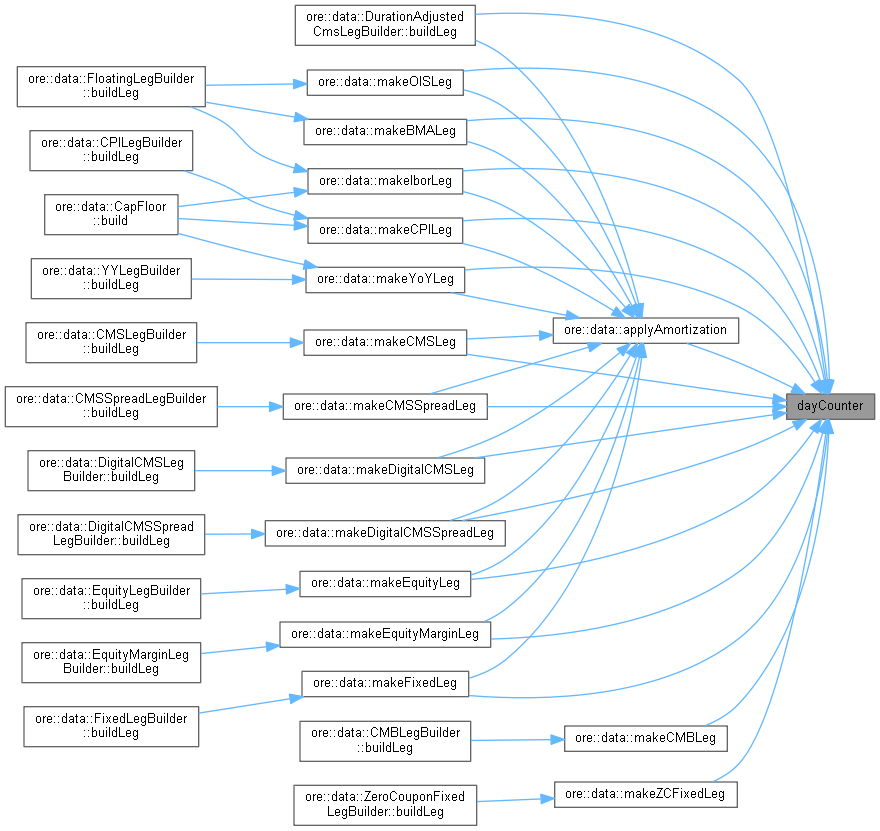 ore::data::DurationAdjusted
CmsLegBuilder::buildLeg
ore::data::FloatingLegBuilder
::buildLeg
ore::data::makeOISLeg
ore::data::makeBMALeg
ore::data::CPILegBuilder
::buildLeg
ore::data::makeIborLeg
ore::data::CapFloor
::build
ore::data::makeCPILeg
ore::data::YYLegBuilder
::buildLeg
ore::data::makeYoYLeg
ore::data::applyAmortization
ore::data::CMSLegBuilder
::buildLeg
ore::data::makeCMSLeg
ore::data::CMSSpreadLegBuilder
::buildLeg
ore::data::makeCMSSpreadLeg
dayCounter
ore::data::DigitalCMSLeg
Builder::buildLeg
ore::data::makeDigitalCMSLeg
ore::data::DigitalCMSSpread
LegBuilder::buildLeg
ore::data::makeDigitalCMSSpreadLeg
ore::data::EquityLegBuilder
::buildLeg
ore::data::makeEquityLeg
ore::data::EquityMarginLeg
Builder::buildLeg
ore::data::makeEquityMarginLeg
ore::data::FixedLegBuilder
::buildLeg
ore::data::makeFixedLeg
ore::data::CMBLegBuilder
::buildLeg
ore::data::makeCMBLeg
ore::data::ZeroCouponFixed
LegBuilder::buildLeg
ore::data::makeZCFixedLeg